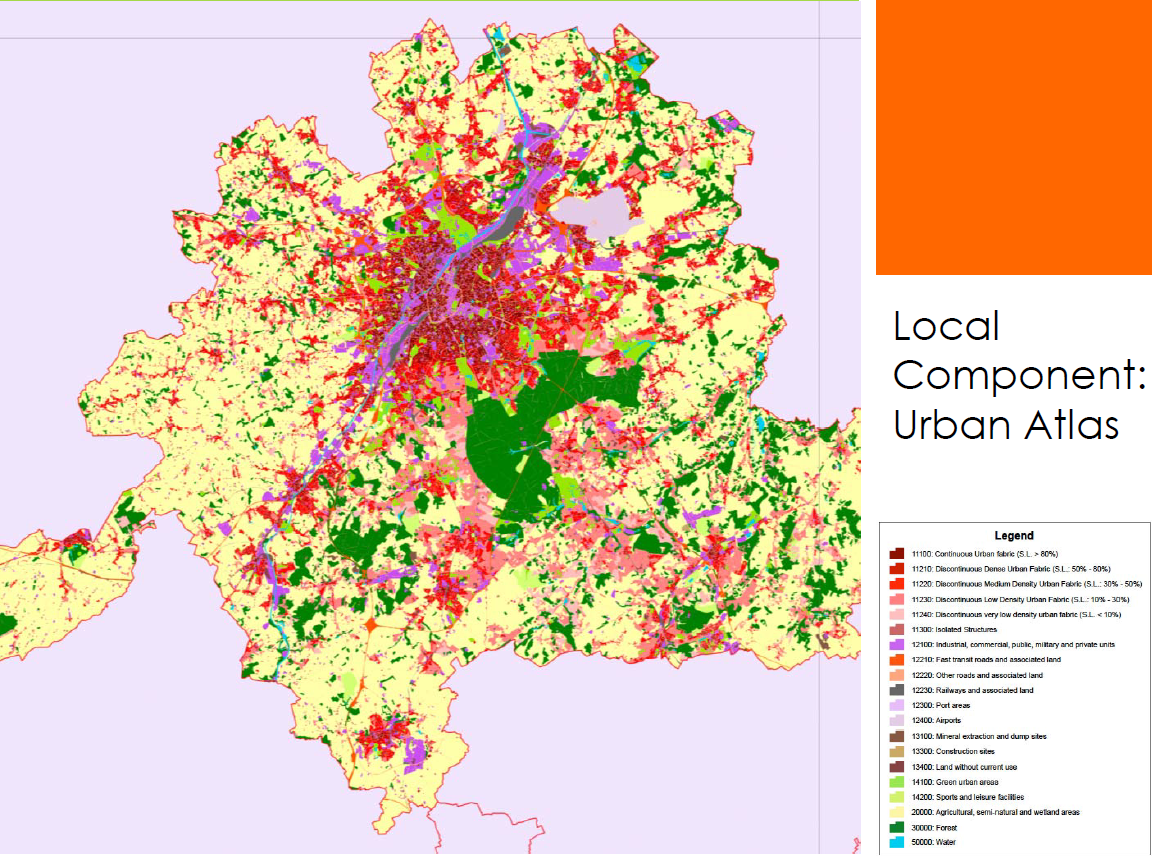 Local
Component:
Urban Atlas
Legend
11100: Continuous Urban fabric (S.L. > 80%)
11210: Discontinuous Dense Urban Fabric (S.L.: 50% - 80%)
11220: Discontinuous Medium Density Urban Fabric (S.L.: 30% - 50%)
11230: Discontinuous Low Density Urban Fabric (S.L.: 10% - 30%)
11240: Discontinuous very low density urban fabric (S.L. < 10%)
11300: Isolated Structures
12100: Industrial, commercial, public, military and private units
12210: Fast transit roads and associated land
12220: Other roads and associated land
12230: Railways and associated land
12300: Port areas
12400: Airports
13100: Mineral extraction and dump sites
13300: Construction sites
13400: Land without current use
14100: Green urban areas
14200: Sports and leisure facilities
20000: Agricultural, semi-natural and wetland areas
30000: Forest
50000: Water